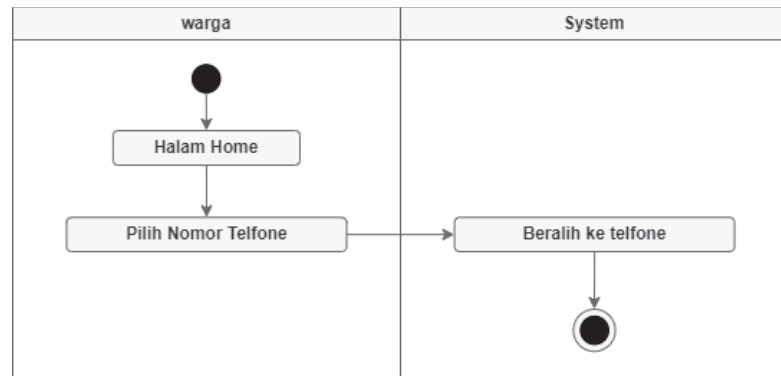 warga
System
Halam Home
Pilih Nomor Telfone
Beralih ke telfone